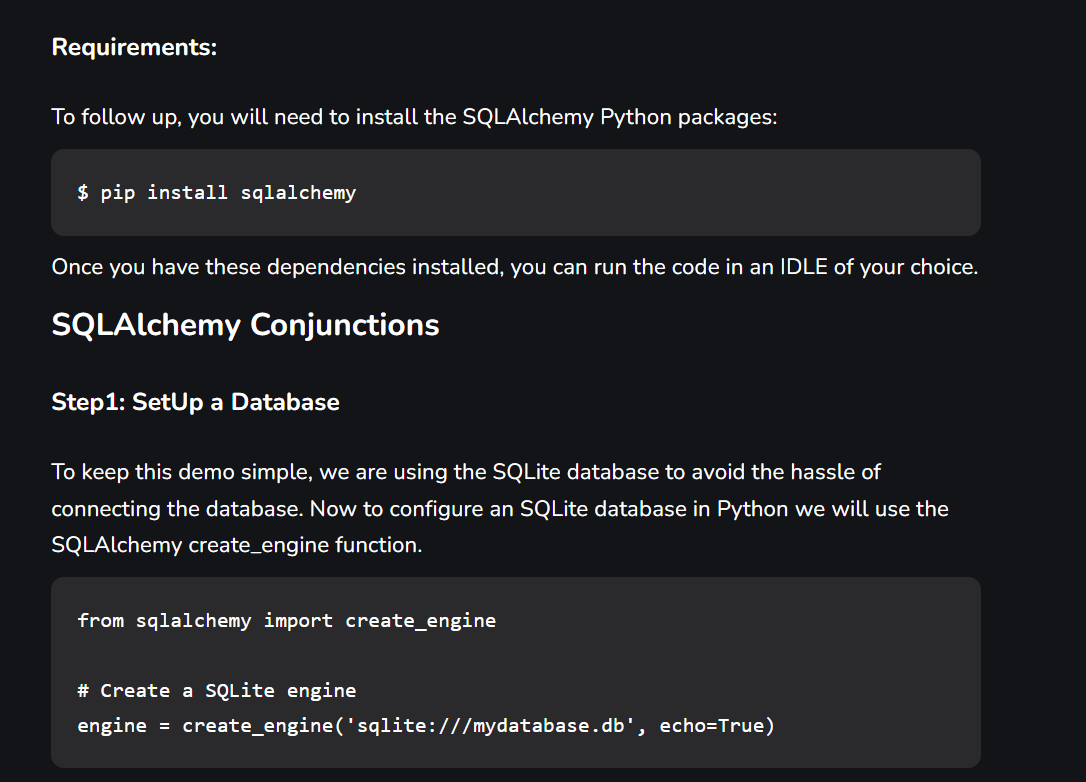 Requirements:
To follow up, you will need to install the SQLAlchemy Python packages:
$ pip install sqlalchemy
Once you have these dependencies installed, you can run the code in an IDLE of your choice.
SQLAlchemy Conjunctions
Step1: SetUp a Database
To keep this demo simple, we are using the SQLite database to avoid the hassle of
connecting the database. Now to configure an SQLite database in Python we will use the
SQLAlchemy create_engine function.
from sqlalchemy import create_engine
# Create a SQLite engine
engine = create_engine('sqlite:///mydatabase.db', echo=True)